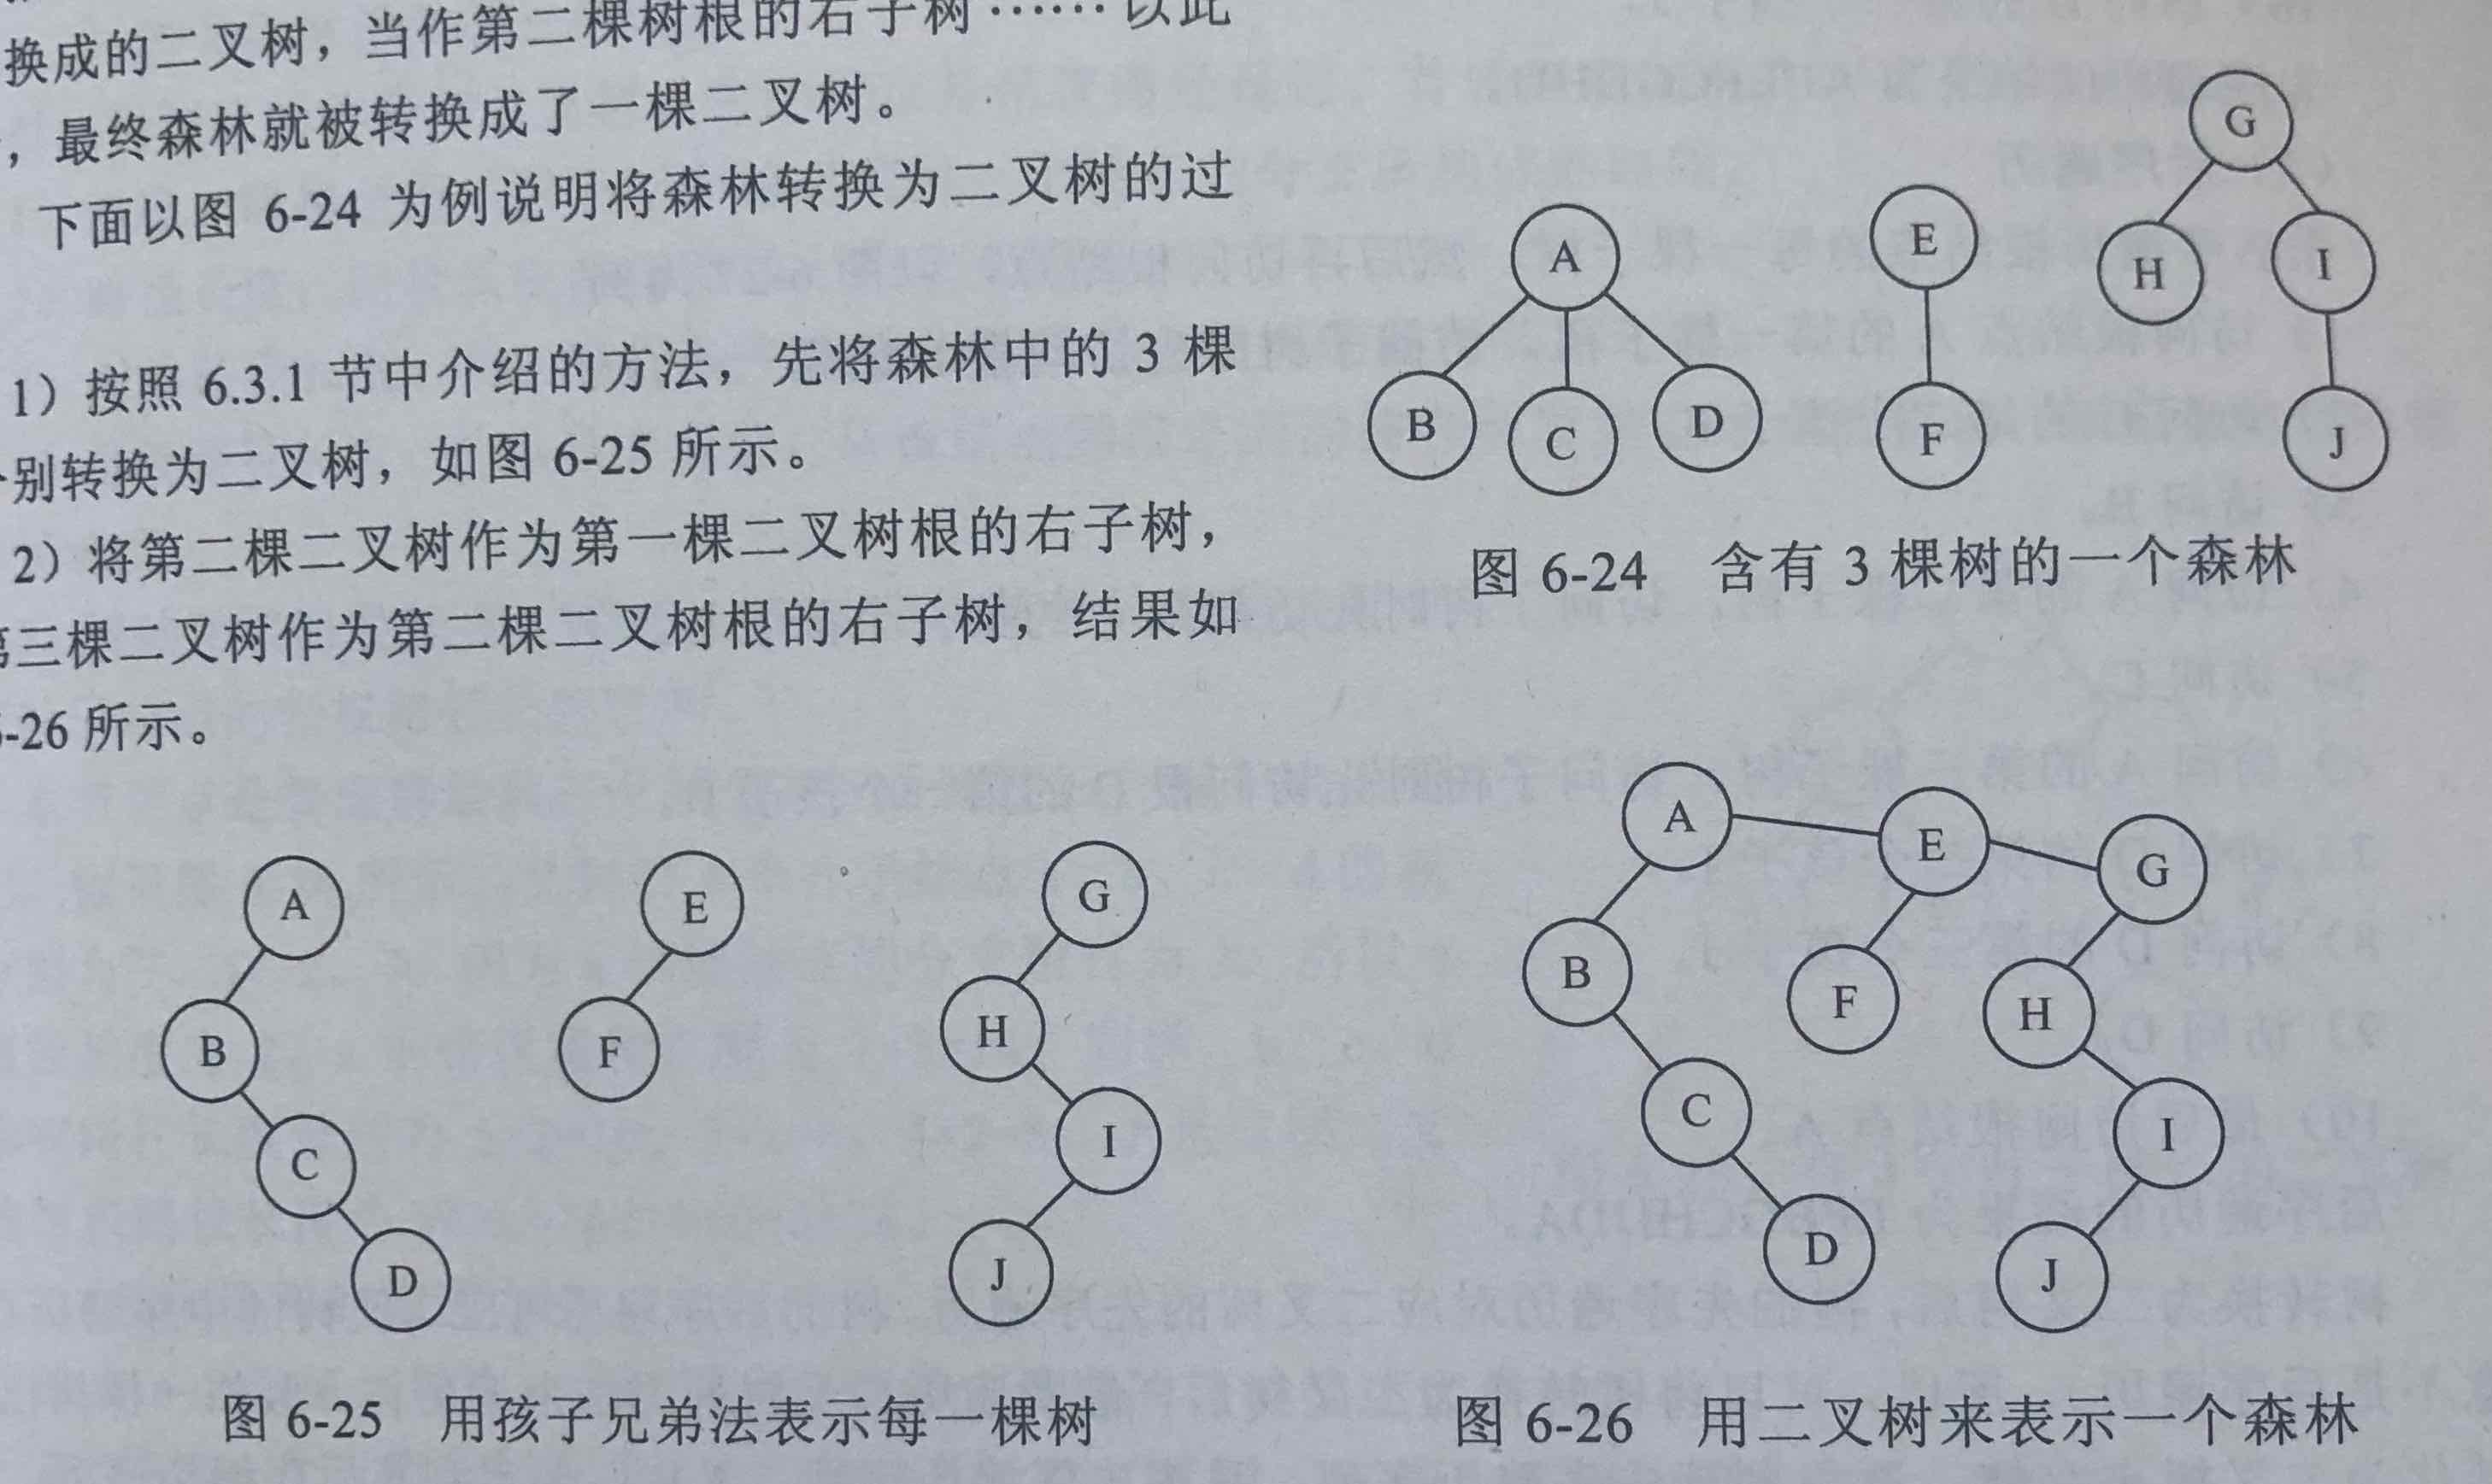 换成的二叉树，当作第二棵树根的右子树……以此
，最终森林就被转换成了一棵二叉树。
下面以图 6-24 为例说明将森林转换为二叉树的过
1）按照 6.3.1 节中介绍的方法，先将森林中的 3 棵
别转换为二叉树，如图 6-25 所示。
2）将第二棵二叉树作为第一棵二叉树根的右子树，
第三棵二叉树作为第二棵二叉树根的右子树，结果如
-26 所示。
G
A
E
H
I
B
C
D
F
J
图 6-24 含有 3 棵树的一个森林
A
E
G
B
F
H
C
I
D
J
图 6-25 用孩子兄弟法表示每一棵树
A
E
G
B
F
H
C
I
D
J
图 6-26 用二叉树来表示一个森林